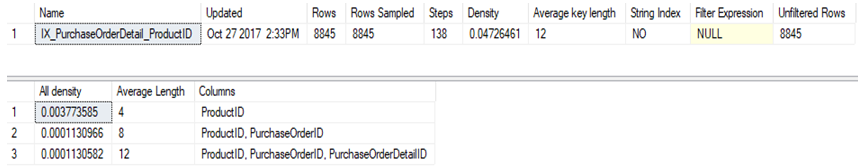 Name Updated Rows Rows Sampled Steps Density Average key length String Index Filter Expression Unfiltered Rows
1 IX_PurchaseOrderDetail_ProductID Oct 27 2017 2:33PM 8845 8845 138 0.04726461 12 NO NULL 8845
All density Average Length Columns
1 0.003773585 4 ProductID
2 0.0001130966 8 ProductID, PurchaseOrderID
3 0.0001130582 12 ProductID, PurchaseOrderID, PurchaseOrderDetailID